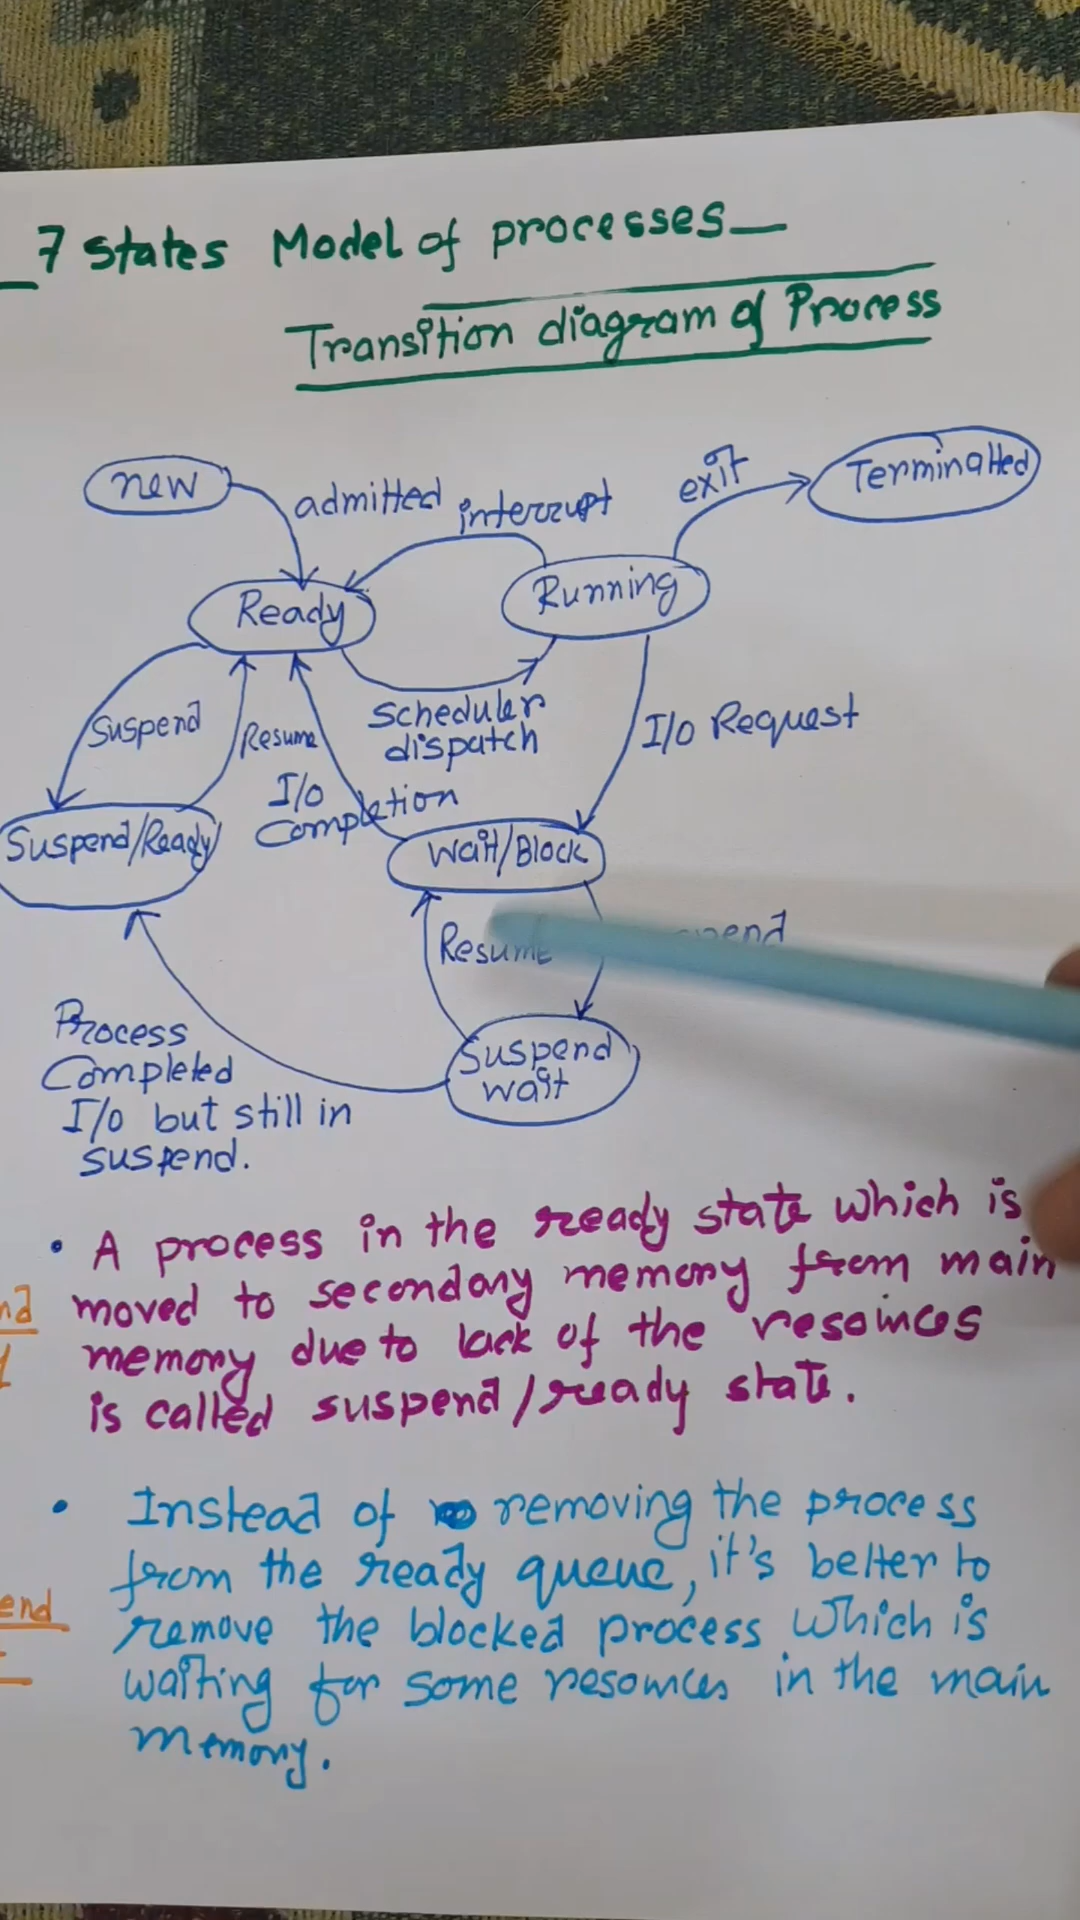 7 States Model of processes
Transition diagram of Process
new
admitted
interrupt
exit
Terminatted
Ready
Running
Suspend
Resume
Scheduler
dispatch
I/o Request
I/o
Completion
Suspend/Ready
Wait/Block
Resume
Suspend
wait
Process
Completed
I/o but still in
suspend.
• A process in the ready state which is
moved to secondary memory from main
memory due to lack of the resources
is called suspend/ready state.
• Instead of removing the process
from the ready queue, it's better to
remove the blocked process which is
waiting for some resources in the main
memory.